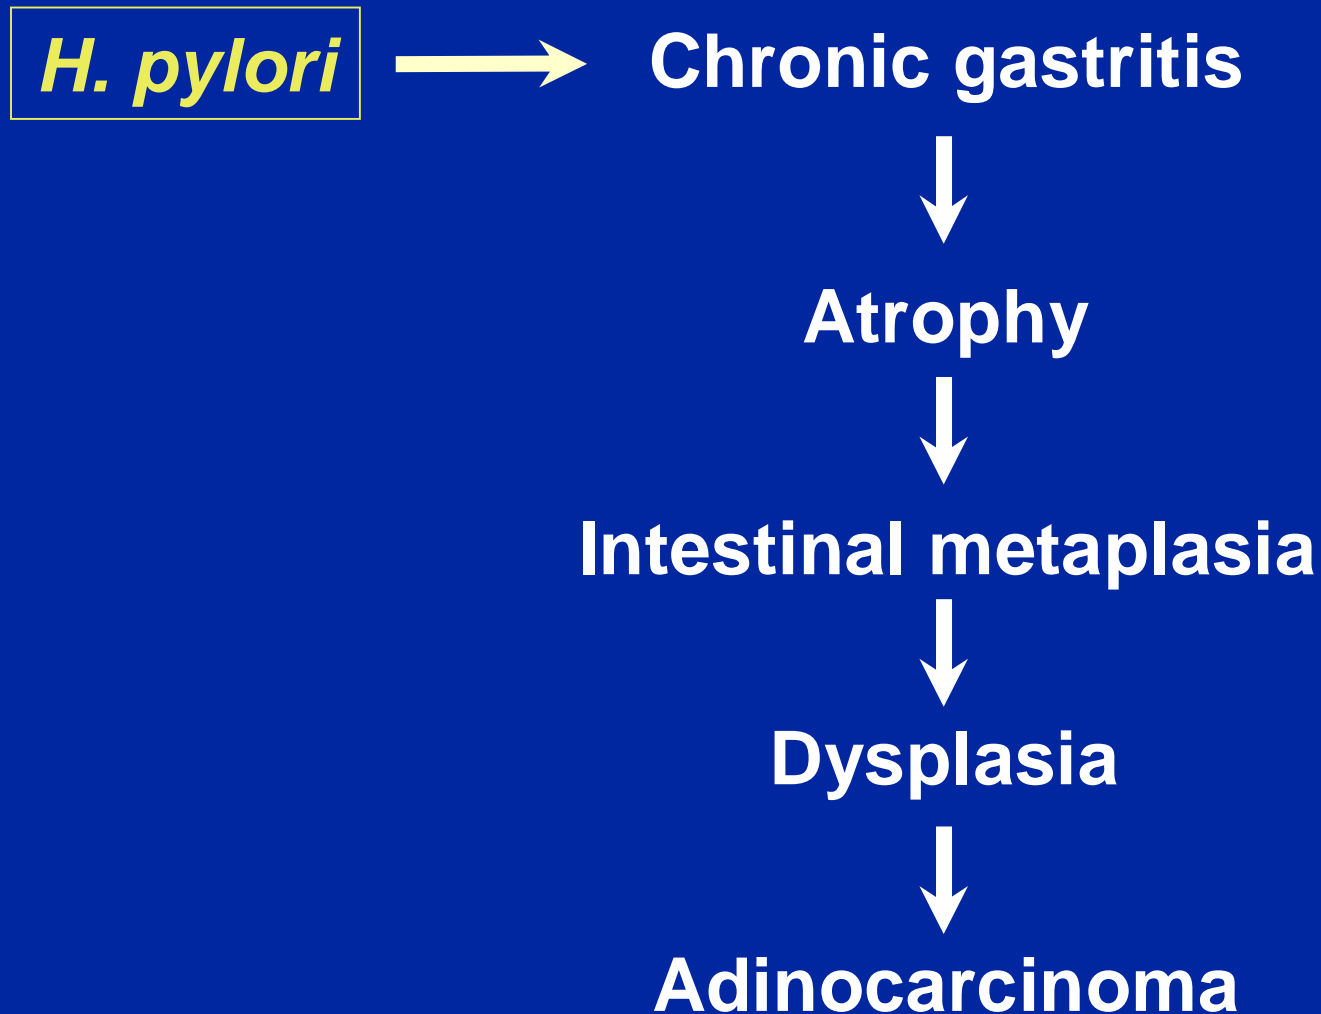 H. pylori
Chronic gastritis
Atrophy
Intestinal metaplasia
Dysplasia
Adinocarcinoma